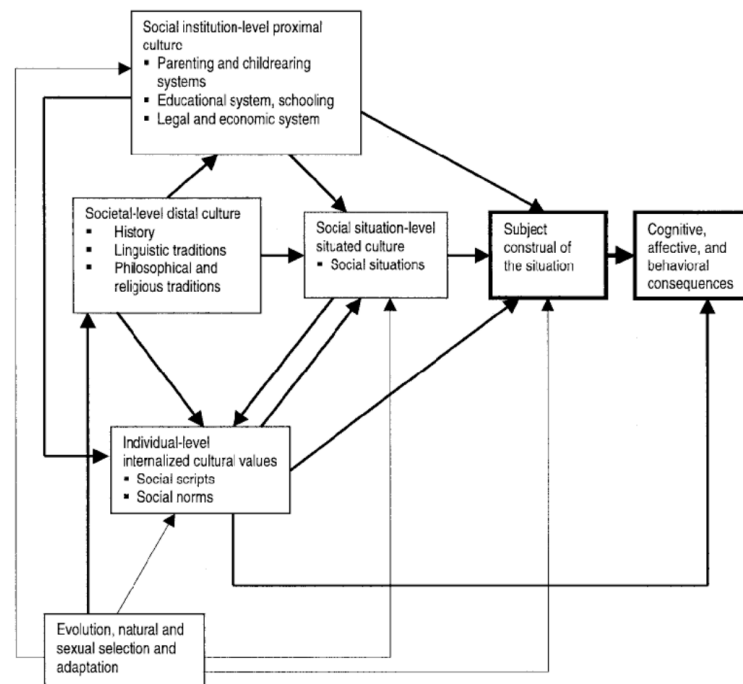 Social institution-level proximal
culture
▪ Parenting and childrearing
systems
▪ Educational system, schooling
▪ Legal and economic system
Societal-level distal culture
▪ History
▪ Linguistic traditions
▪ Philosophical and
religious traditions
Social situation-level
situated culture
▪ Social situations
Subject
construal of
the situation
Cognitive,
affective, and
behavioral
consequences
Individual-level
internalized cultural values
▪ Social scripts
▪ Social norms
Evolution, natural and
sexual selection and
adaptation